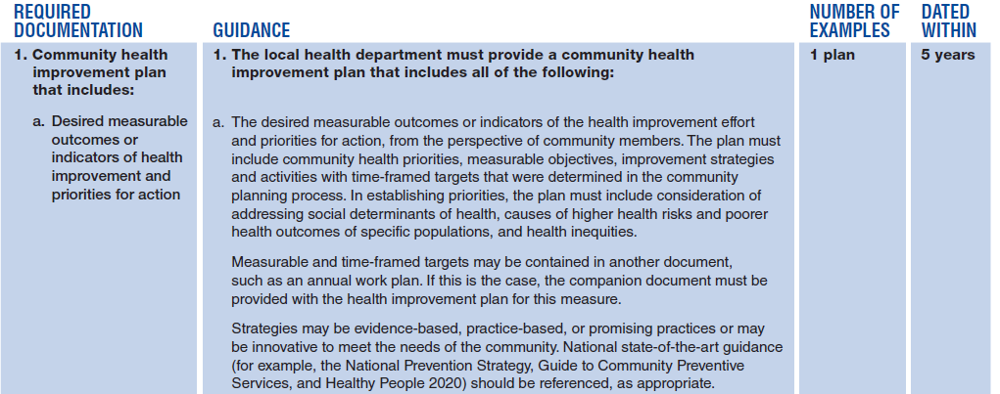 REQUIRED
DOCUMENTATION
GUIDANCE
NUMBER OF
EXAMPLES
DATED
WITHIN
1. Community health
improvement plan
that includes:
a. Desired measurable
outcomes or
indicators of health
improvement and
priorities for action
1. The local health department must provide a community health
improvement plan that includes all of the following:
a. The desired measurable outcomes or indicators of the health improvement effort
and priorities for action, from the perspective of community members. The plan must
include community health priorities, measurable objectives, improvement strategies
and activities with time-framed targets that were determined in the community
planning process. In establishing priorities, the plan must include consideration of
addressing social determinants of health, causes of higher health risks and poorer
health outcomes of specific populations, and health inequities.
Measurable and time-framed targets may be contained in another document,
such as an annual work plan. If this is the case, the companion document must be
provided with the health improvement plan for this measure.
Strategies may be evidence-based, practice-based, or promising practices or may
be innovative to meet the needs of the community. National state-of-the-art guidance
(for example, the National Prevention Strategy, Guide to Community Preventive
Services, and Healthy People 2020) should be referenced, as appropriate.
1 plan
5 years